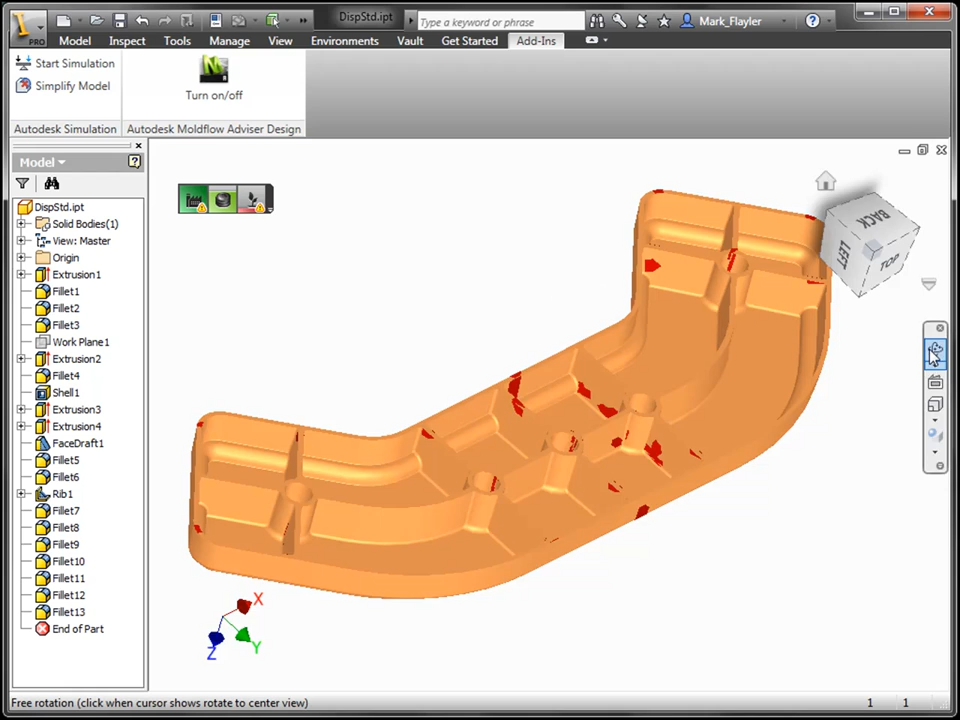 DispStd.ipt
Type a keyword or phrase
Mark_Flayler
PRO
Model Inspect Tools Manage View Environments Vault Get Started Add-Ins
Start Simulation
Simplify Model
Turn on/off
Autodesk Simulation
Autodesk Moldflow Adviser Design
Model
DispStd.ipt
Solid Bodies(1)
View: Master
Origin
Extrusion1
Fillet1
Fillet2
Fillet3
Work Plane1
Extrusion2
Fillet4
Shell1
Extrusion3
Extrusion4
FaceDraft1
Fillet5
Fillet6
Rib1
Fillet7
Fillet8
Fillet9
Fillet10
Fillet11
Fillet12
Fillet13
End of Part
BACK
LEFT
TOP
X
Y
Z
Free rotation (click when cursor shows rotate to center view)
1 1